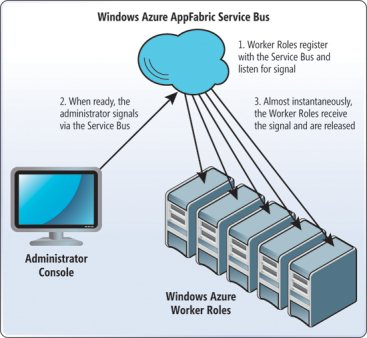 Windows Azure AppFabric Service Bus
1. Worker Roles register
with the Service Bus and
listen for signal
2. When ready, the
administrator signals
via the Service Bus
3. Almost instantaneously,
the Worker Roles receive
the signal and are released
Administrator
Console
Windows Azure
Worker Roles